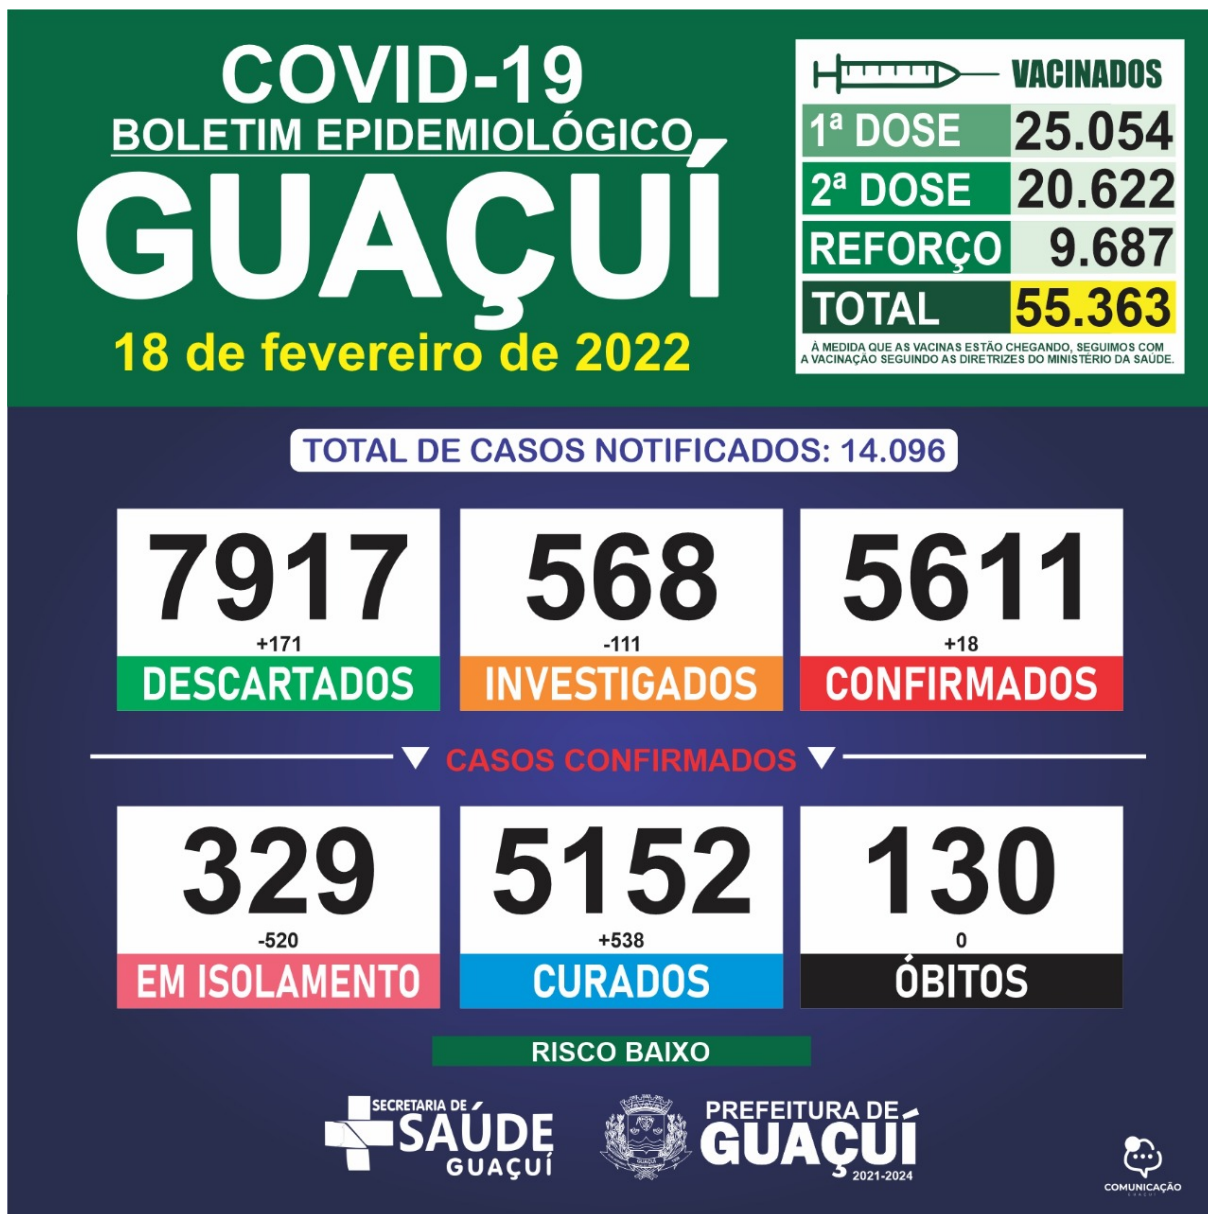 COVID-19
BOLETIM EPIDEMIOLÓGICO
GUAÇUÍ
18 de fevereiro de 2022
VACINADOS
1ª DOSE 25.054
2ª DOSE 20.622
REFORÇO 9.687
TOTAL 55.363
À MEDIDA QUE AS VACINAS ESTÃO CHEGANDO, SEGUIMOS COM
A VACINAÇÃO SEGUINDO AS DIRETRIZES DO MINISTÉRIO DA SAÚDE.
TOTAL DE CASOS NOTIFICADOS: 14.096
7917
+171
DESCARTADOS
568
-111
INVESTIGADOS
5611
+18
CONFIRMADOS
CASOS CONFIRMADOS
329
-520
EM ISOLAMENTO
5152
+538
CURADOS
130
0
ÓBITOS
RISCO BAIXO
SECRETARIA DE
SAÚDE
GUAÇUÍ
PREFEITURA DE
GUAÇUÍ
2021-2024
COMUNICAÇÃO